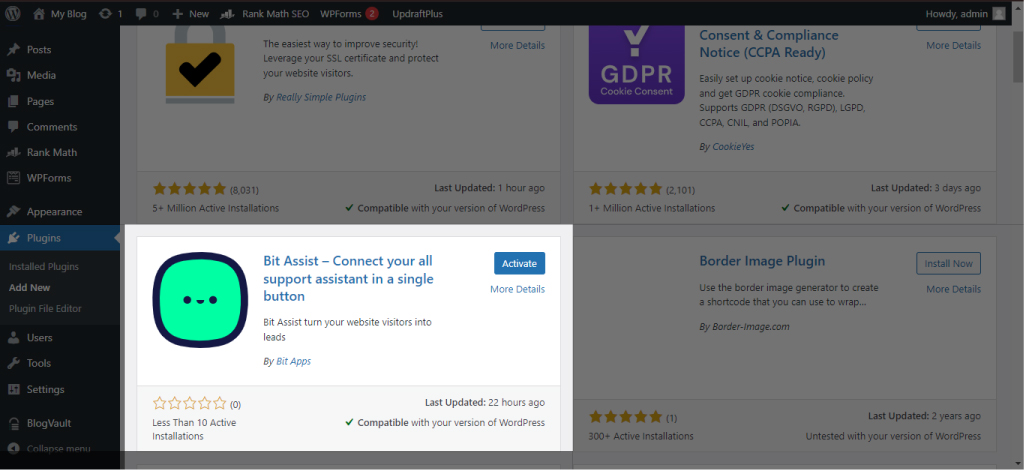 My Blog 1 0 New Rank Math SEO WPForms 2 UpdraftPlus Howdy, admin
Posts
Media
Pages
Comments
Rank Math
WPForms
Appearance
Plugins
Installed Plugins
Add New
Plugin File Editor
Users
Tools
Settings
BlogVault
Collapse menu
The easiest way to improve security!
Leverage your SSL certificate and protect
your website visitors.
By Really Simple Plugins
More Details
(8,031)
5+ Million Active Installations
Last Updated: 1 hour ago
Compatible with your version of WordPress
GDPR
Cookie Consent
Consent & Compliance
Notice (CCPA Ready)
More Details
Easily set up cookie notice, cookie policy
and get GDPR cookie compliance.
Supports GDPR (DSGVO, RGPD), LGPD,
CCPA, CNIL, and POPIA.
By CookieYes
(2,101)
1+ Million Active Installations
Last Updated: 3 days ago
Compatible with your version of WordPress
Bit Assist – Connect your all
support assistant in a single
button
Activate
More Details
Bit Assist turn your website visitors into
leads
By Bit Apps
(0)
Less Than 10 Active
Installations
Last Updated: 22 hours ago
Compatible with your version of WordPress
Border Image Plugin
Install Now
More Details
Use the border image generator to create
a shortcode that you can use to wrap...
By Border-Image.com
(1)
300+ Active Installations
Last Updated: 2 years ago
Untested with your version of WordPress